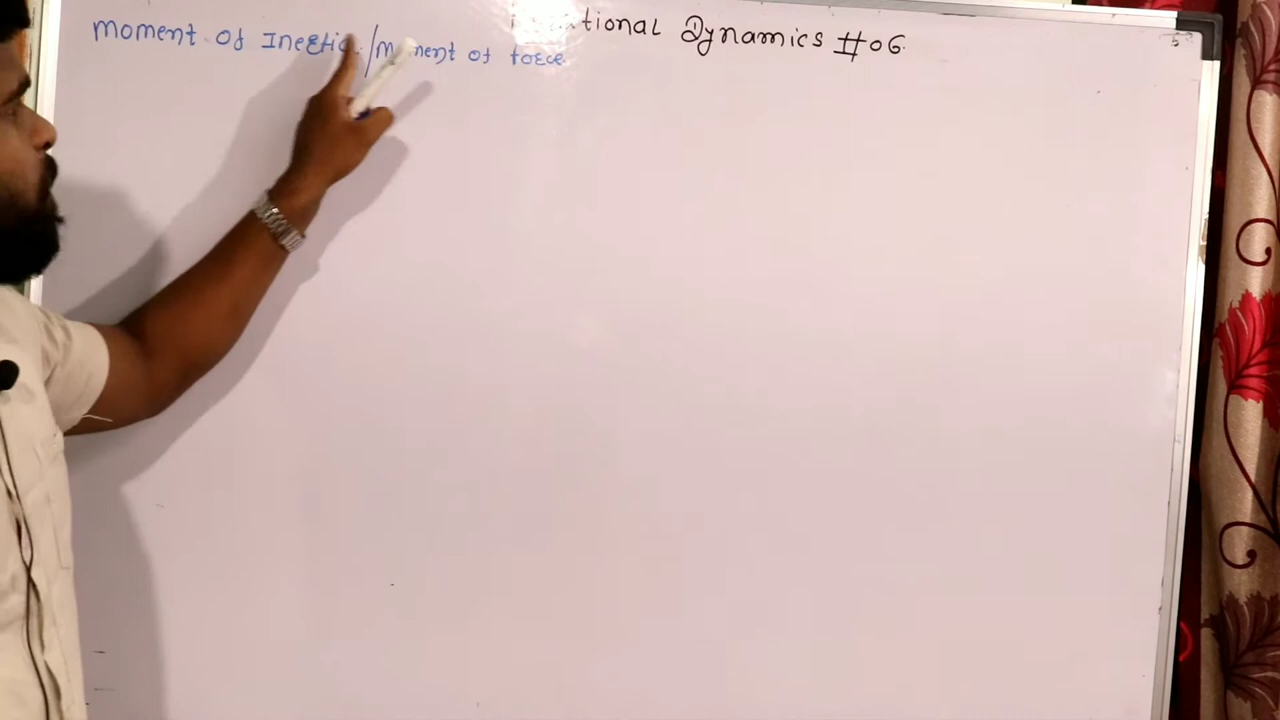 Moment of Inertia/Moment of force
tional Dynamics #06.